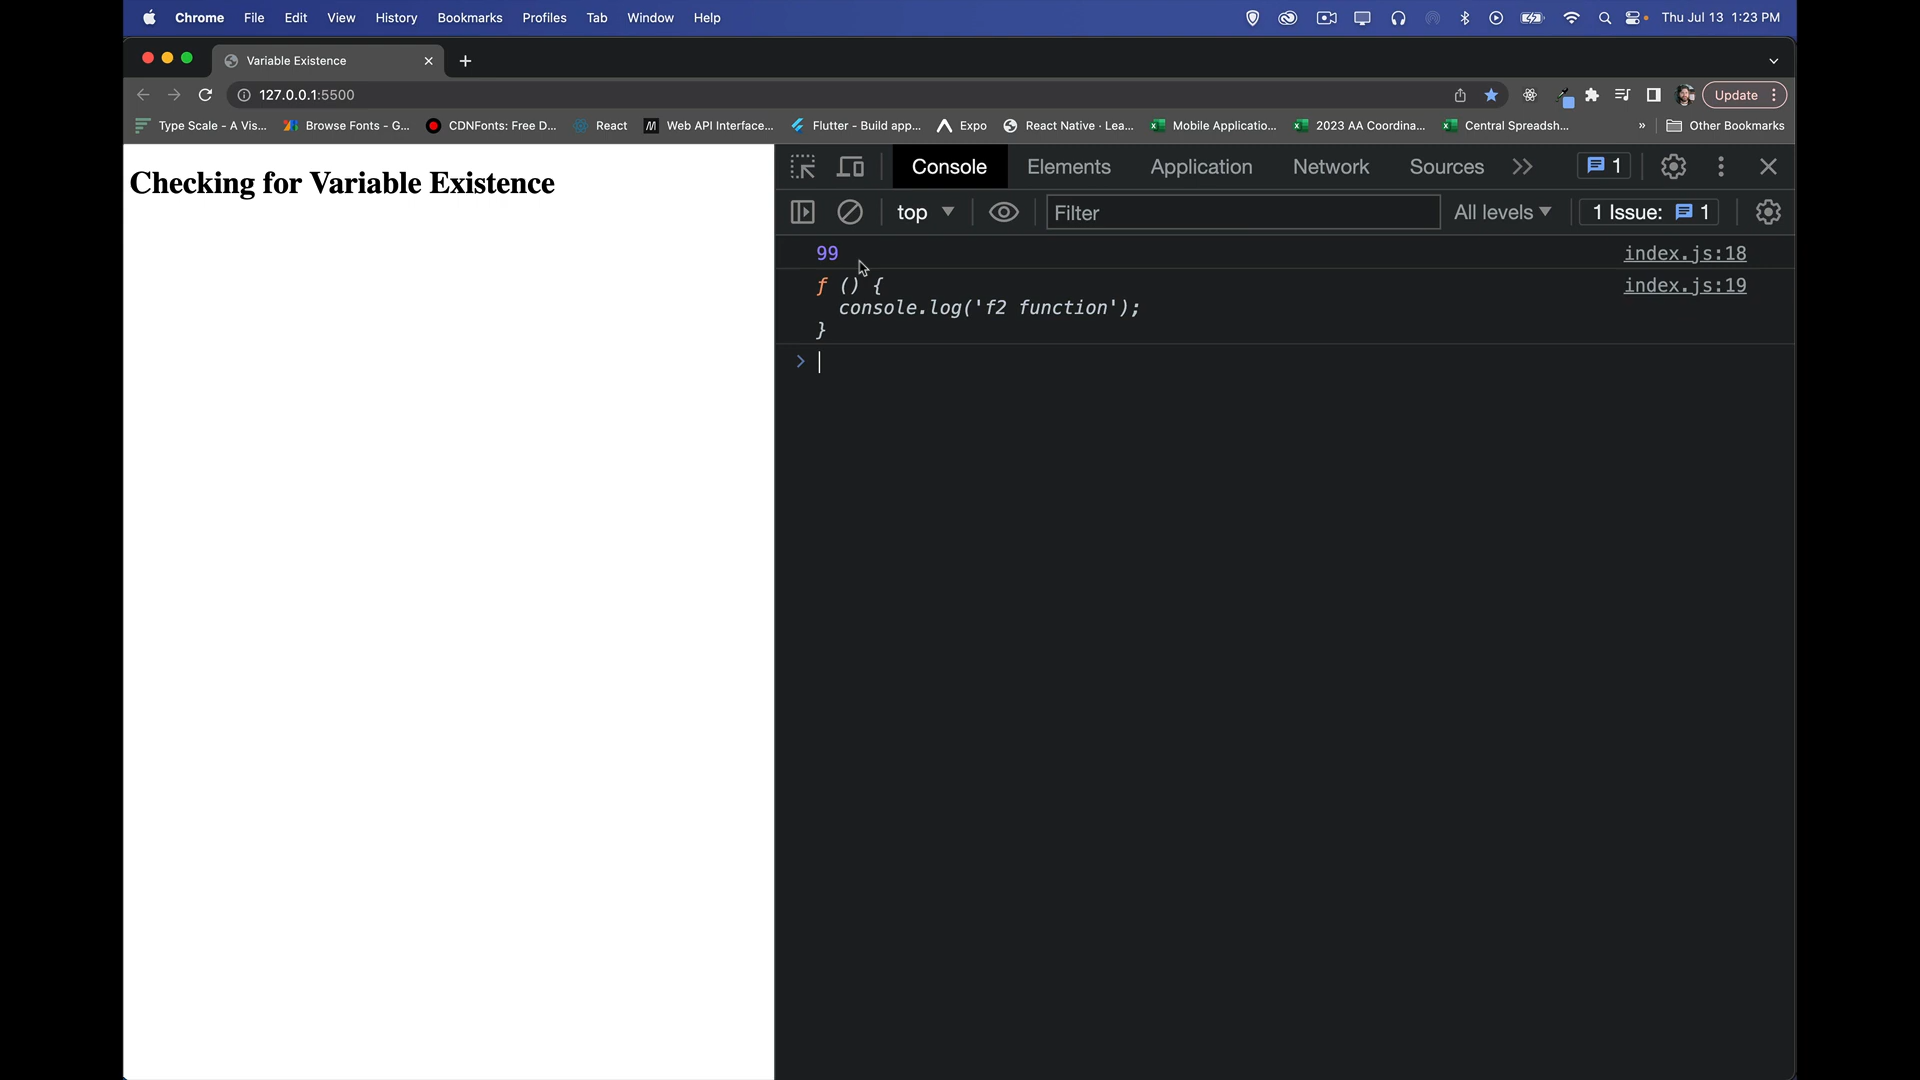 Chrome File Edit View History Bookmarks Profiles Tab Window Help Thu Jul 13 1:23 PM
Variable Existence
127.0.0.1:5500 Update
Type Scale - A Vis... Browse Fonts - G... CDNFonts: Free D... React Web API Interface... Flutter - Build app... Expo React Native · Lea... Mobile Applicatio... 2023 AA Coordina... Central Spreadsh... » Other Bookmarks
Checking for Variable Existence
Console Elements Application Network Sources 1
top Filter All levels 1 Issue: 1
99 index.js:18
ƒ () { index.js:19
console.log('f2 function');
}
>